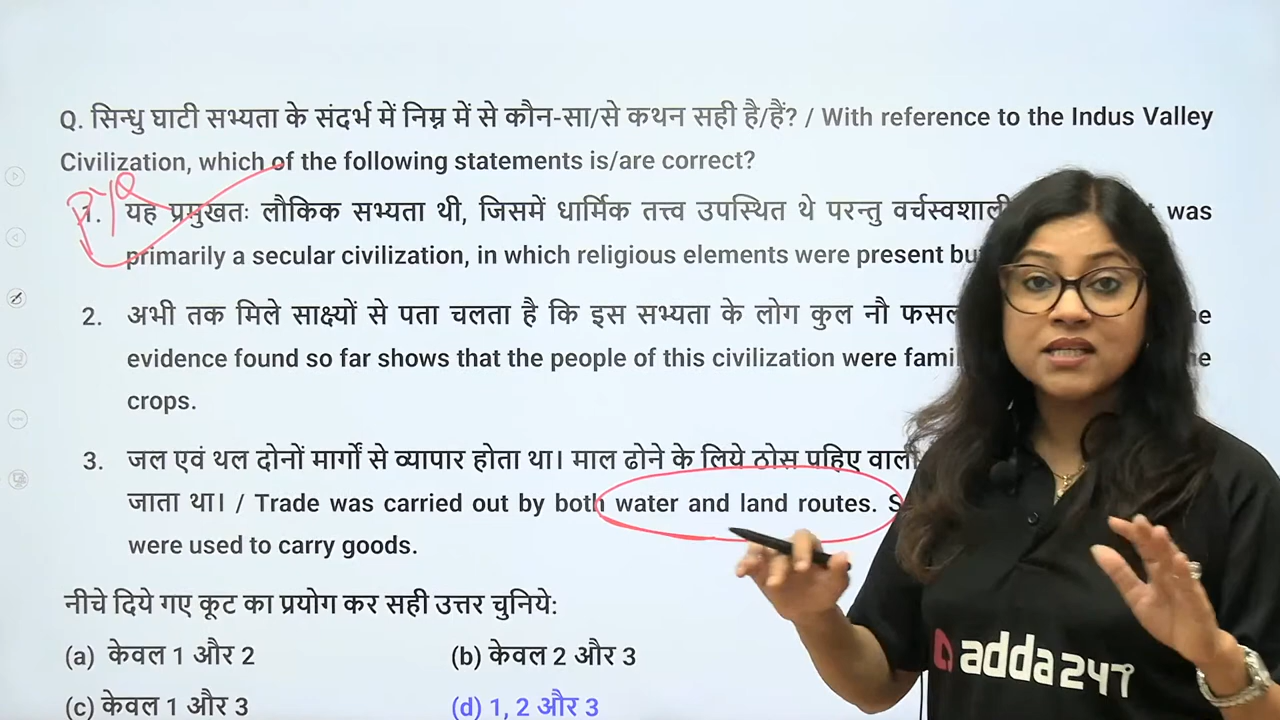 Q. सिन्धु घाटी सभ्यता के संदर्भ में निम्न में से कौन-सा/से कथन सही है/हैं? / With reference to the Indus Valley
Civilization, which of the following statements is/are correct?
PYQ
1. यह प्रमुखतः लौकिक सभ्यता थी, जिसमें धार्मिक तत्त्व उपस्थित थे परन्तु वर्चस्वशाली was
primarily a secular civilization, in which religious elements were present
2. अभी तक मिले साक्ष्यों से पता चलता है कि इस सभ्यता के लोग कुल नौ
evidence found so far shows that the people of this civilization were
crops.
3. जल एवं थल दोनों मार्गों से व्यापार होता था। माल ढोने के लिये ठोस पहिए
जाता था। / Trade was carried out by both water and land routes.
were used to carry goods.
नीचे दिये गए कूट का प्रयोग कर सही उत्तर चुनिये:
(a) केवल 1 और 2 (b) केवल 2 और 3
(c) केवल 1 और 3 (d) 1, 2 और 3
adda247